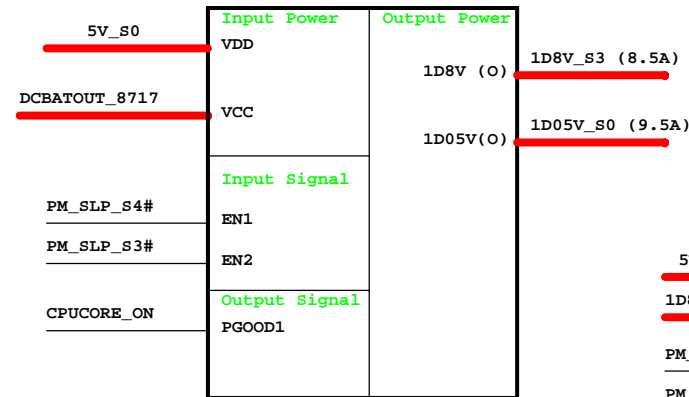 Input Power
Output Power
5V_S0
VDD
1D8V (O)
1D8V_S3 (8.5A)
DCBATOUT_8717
VCC
1D05V(O)
1D05V_S0 (9.5A)
Input Signal
PM_SLP_S4#
EN1
PM_SLP_S3#
EN2
Output Signal
CPUCORE_ON
PGOOD1